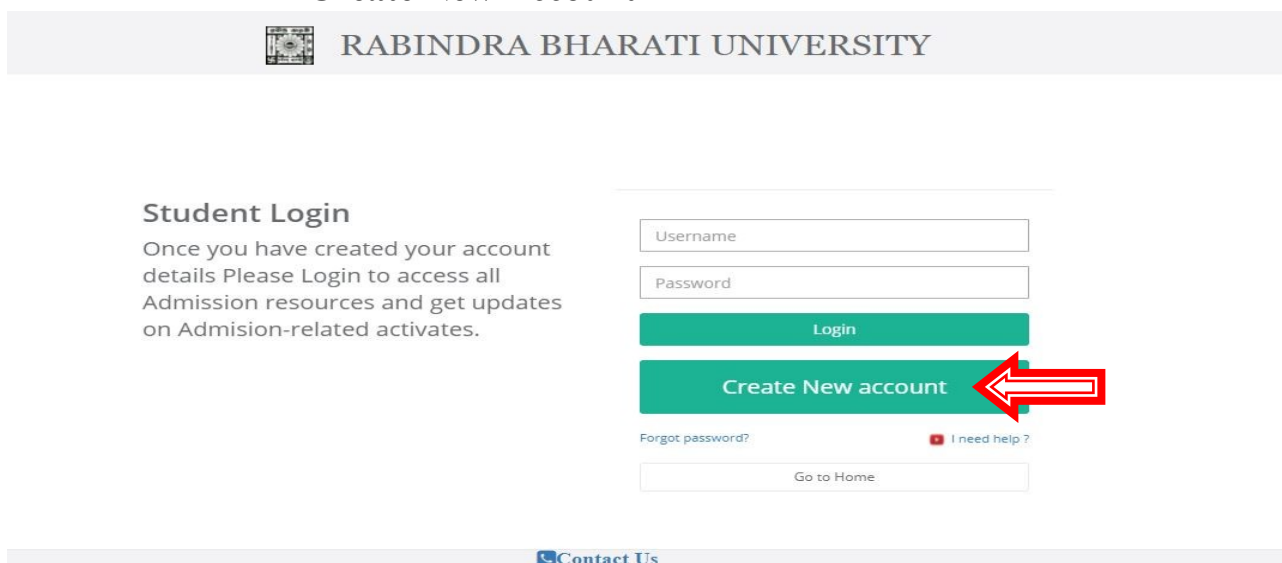 RABINDRA BHARATI UNIVERSITY
Student Login
Once you have created your account
details Please Login to access all
Admission resources and get updates
on Admision-related activates.
Username
Password
Login
Create New account
Forgot password?
I need help ?
Go to Home
Contact Us